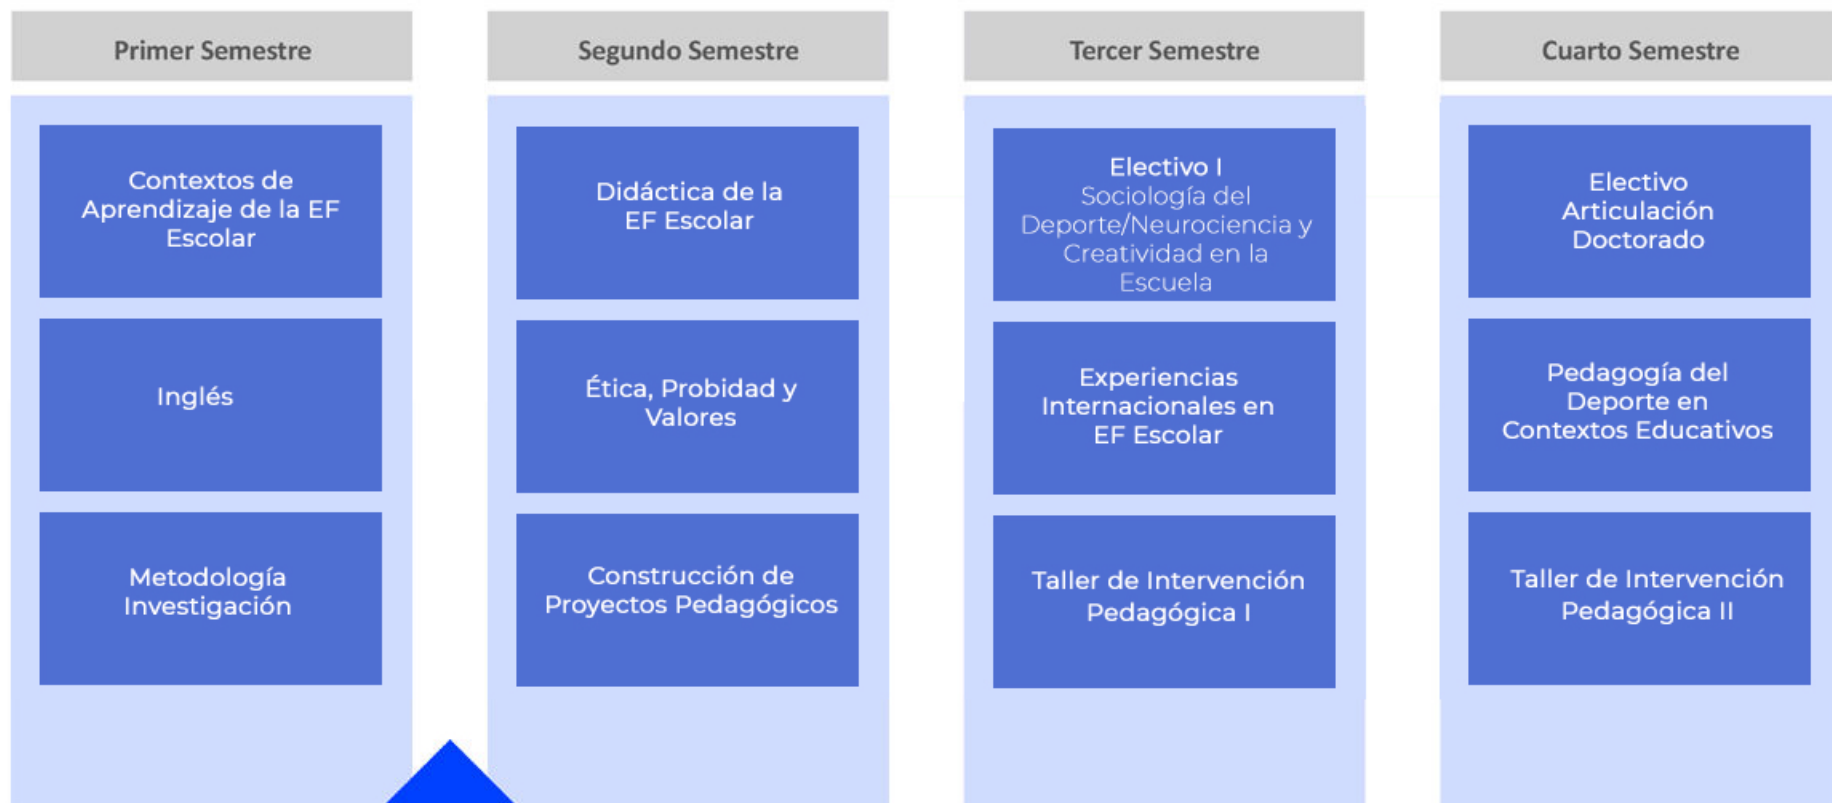 Primer Semestre
Contextos de
Aprendizaje de la EF
Escolar
Inglés
Metodología
Investigación
Segundo Semestre
Didáctica de la
EF Escolar
Ética, Probidad y
Valores
Construcción de
Proyectos Pedagógicos
Tercer Semestre
Electivo I
Sociología del
Deporte/Neurociencia y
Creatividad en la
Escuela
Experiencias
Internacionales en
EF Escolar
Taller de Intervención
Pedagógica I
Cuarto Semestre
Electivo
Articulación
Doctorado
Pedagogía del
Deporte en
Contextos Educativos
Taller de Intervención
Pedagógica II